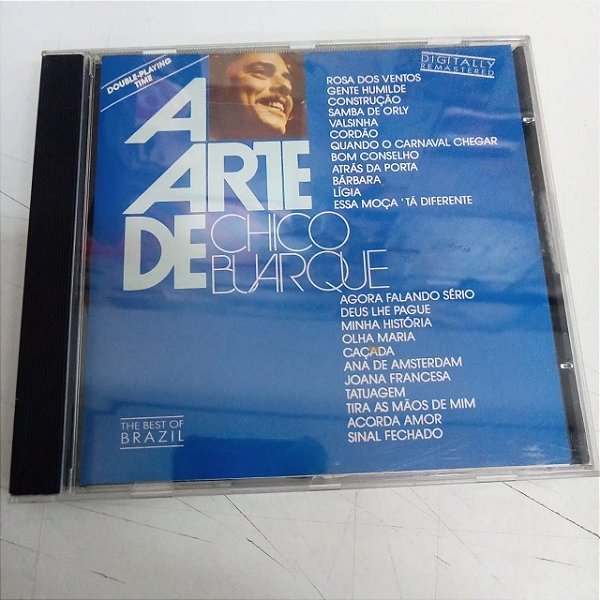 DOUBLE-PLAYING
TIME
DIGITALLY
REMASTERED
A
ARTE
DE
CHICO
BUARQUE
ROSA DOS VENTOS
GENTE HUMILDE
CONSTRUÇÃO
SAMBA DE ORLY
VALSINHA
CORDÃO
QUANDO O CARNAVAL CHEGAR
BOM CONSELHO
ATRÁS DA PORTA
BÁRBARA
LÍGIA
ESSA MOÇA 'TÁ DIFERENTE
AGORA FALANDO SÉRIO
DEUS LHE PAGUE
MINHA HISTÓRIA
OLHA MARIA
CAÇADA
ANA DE AMSTERDAM
JOANA FRANCESA
TATUAGEM
TIRA AS MÃOS DE MIM
ACORDA AMOR
SINAL FECHADO
THE BEST OF
BRAZIL